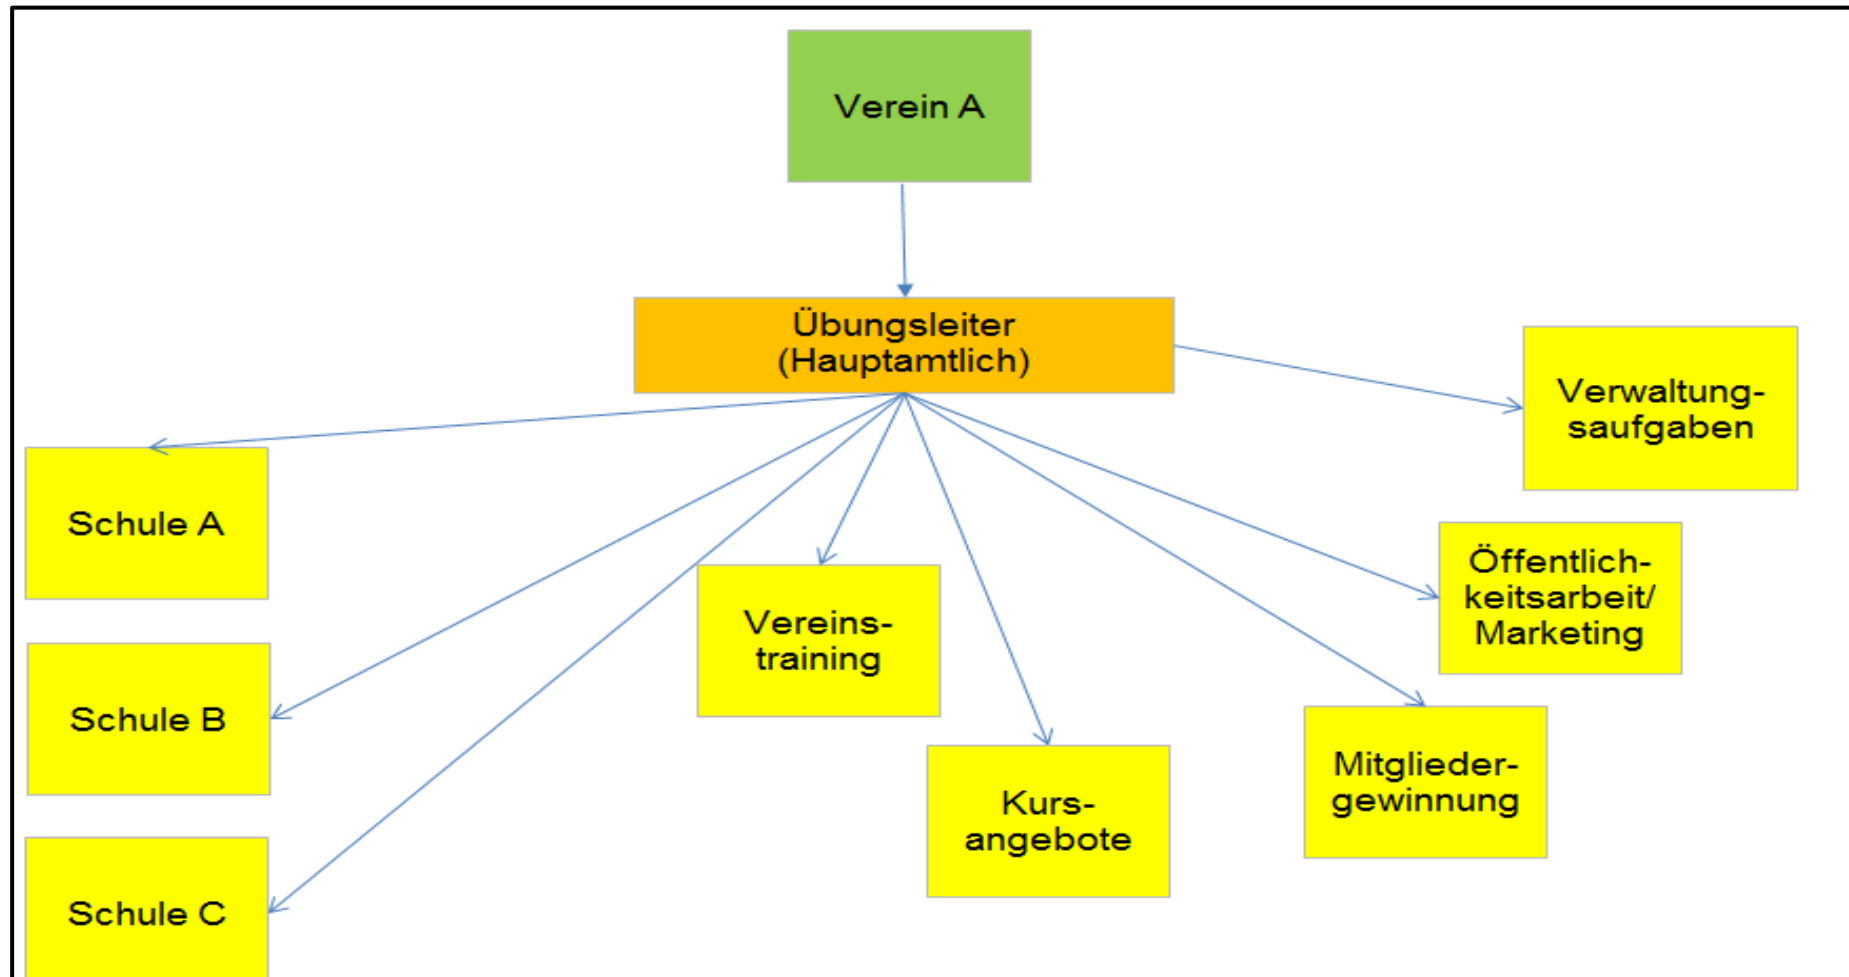 Verein A
Übungsleiter
(Hauptamtlich)
Verwaltung-
saufgaben
Schule A
Öffentlich-
keitsarbeit/
Marketing
Vereins-
training
Schule B
Mitglieder-
gewinnung
Kurs-
angebote
Schule C